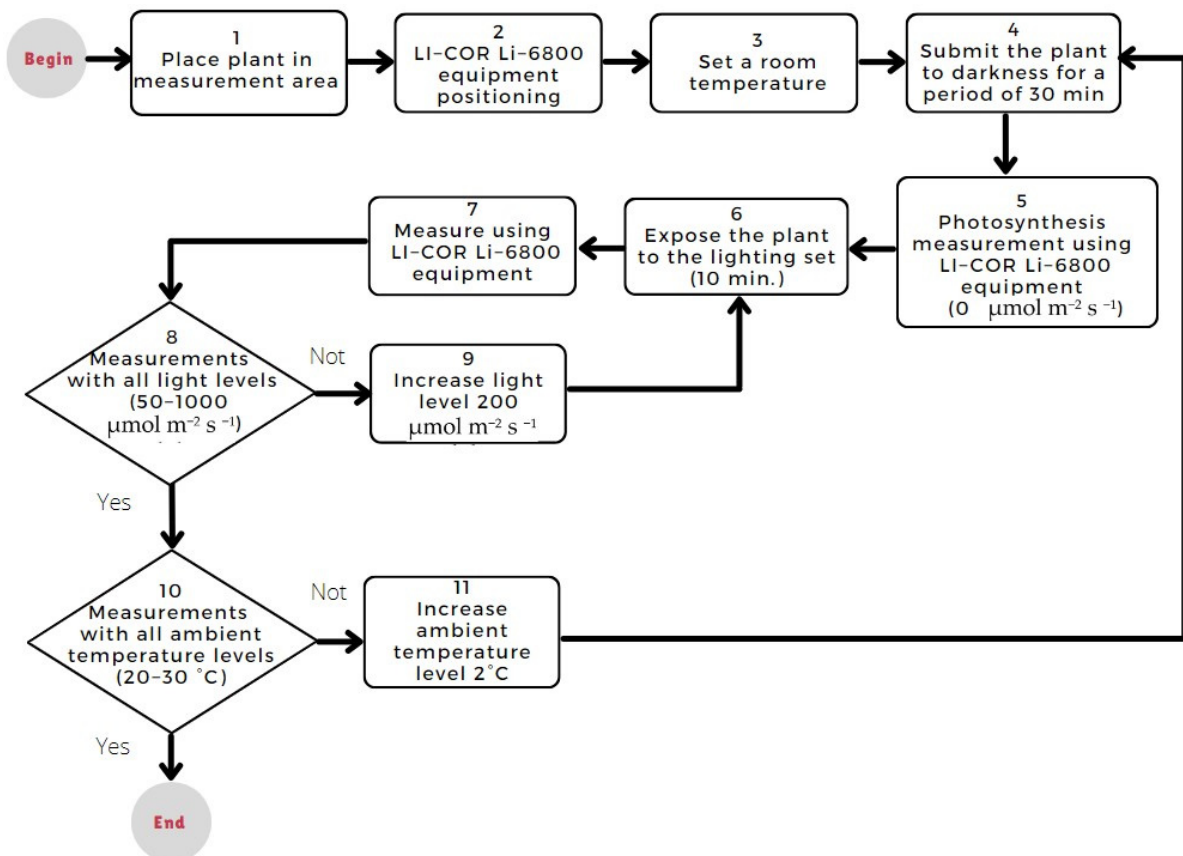 Begin
1
Place plant in
measurement area
2
LI-COR Li-6800
equipment
positioning
3
Set a room
temperature
4
Submit the plant
to darkness for a
period of 30 min
5
Photosynthesis
measurement using
LI-COR Li-6800
equipment
(0 μmol m⁻² s ⁻¹)
6
Expose the plant
to the lighting set
(10 min.)
7
Measure using
LI-COR Li-6800
equipment
8
Measurements
with all light levels
(50-1000
μmol m⁻² s ⁻¹)
Not
9
Increase light
level 200
μmol m⁻² s ⁻¹
Yes
10
Measurements
with all ambient
temperature levels
(20-30 °C)
Not
11
Increase
ambient
temperature
level 2°C
Yes
End